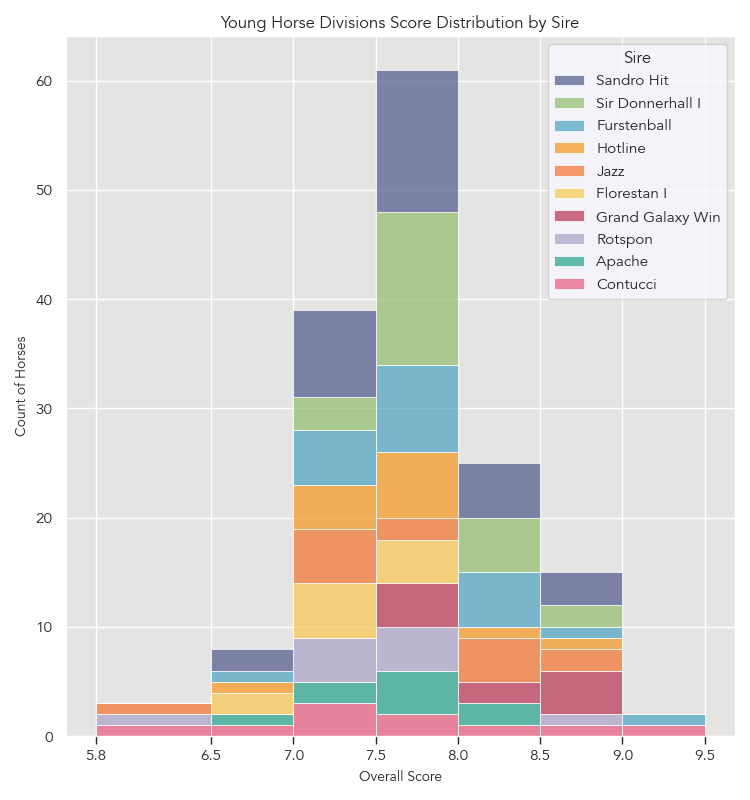 Young Horse Divisions Score Distribution by Sire
Sire
Sandro Hit
Sir Donnerhall I
Furstenball
Hotline
Jazz
Florestan I
Grand Galaxy Win
Rotspon
Apache
Contucci
Count of Horses
60
50
40
30
20
10
0
5.8 6.5 7.0 7.5 8.0 8.5 9.0 9.5
Overall Score